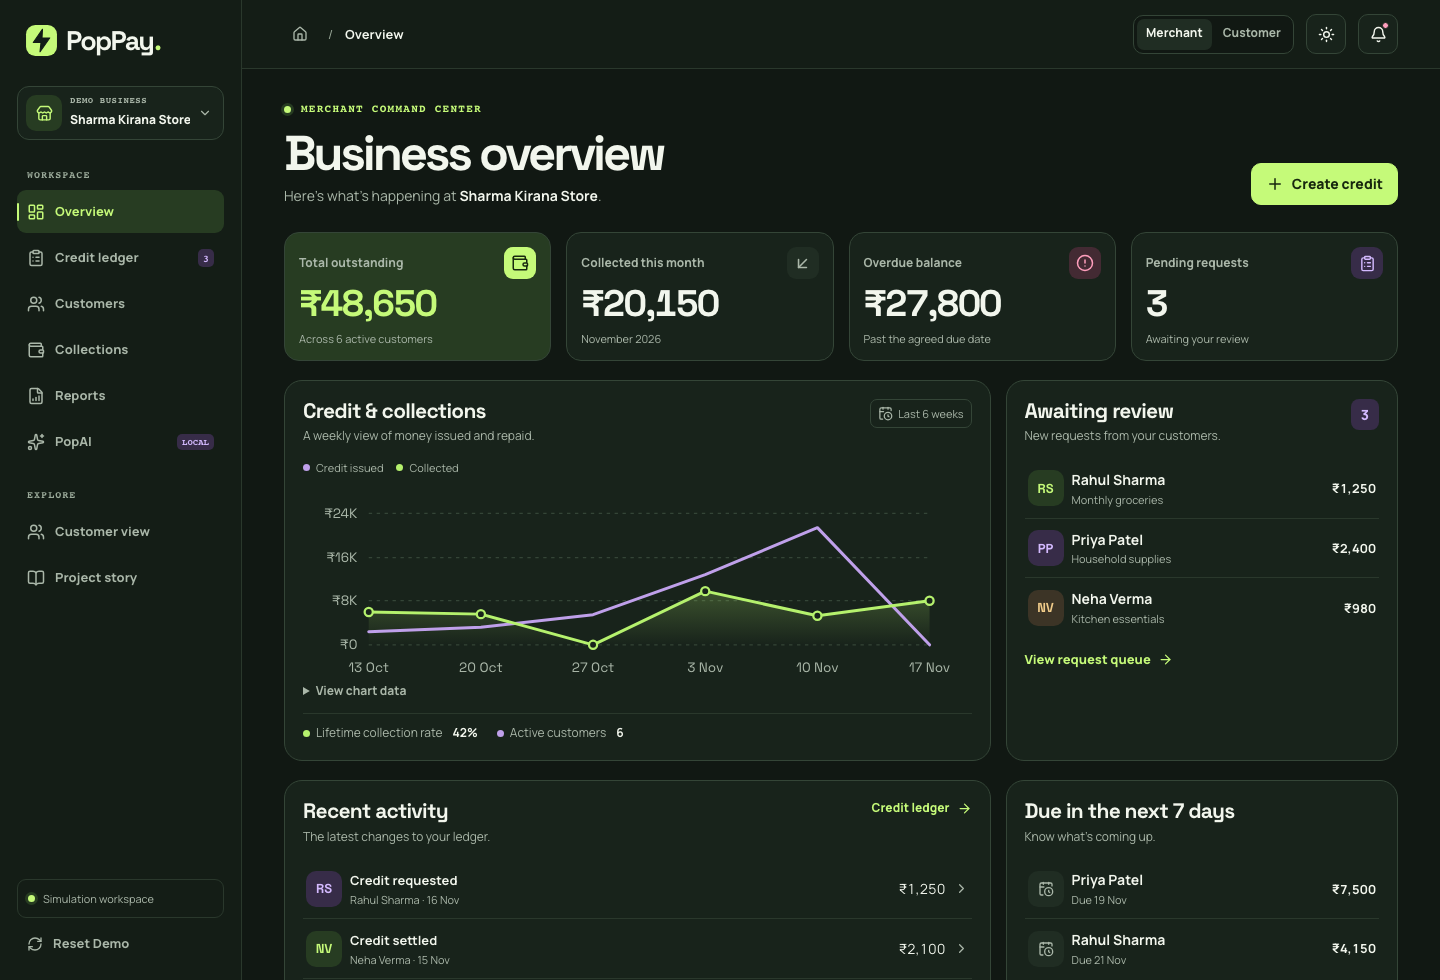 PopPay.
DEMO BUSINESS
Sharma Kirana Store
WORKSPACE
Overview
Credit ledger 3
Customers
Collections
Reports
PopAI LOCAL
EXPLORE
Customer view
Project story
Simulation workspace
Reset Demo
/ Overview
Merchant Customer
MERCHANT COMMAND CENTER
Business overview
Here's what's happening at Sharma Kirana Store.
+ Create credit
Total outstanding
₹48,650
Across 6 active customers
Collected this month
₹20,150
November 2026
Overdue balance
₹27,800
Past the agreed due date
Pending requests
3
Awaiting your review
Credit & collections
A weekly view of money issued and repaid.
Last 6 weeks
Credit issued Collected
₹24K
₹16K
₹8K
₹0
13 Oct 20 Oct 27 Oct 3 Nov 10 Nov 17 Nov
View chart data
Lifetime collection rate 42% Active customers 6
Awaiting review 3
New requests from your customers.
RS Rahul Sharma ₹1,250
Monthly groceries
PP Priya Patel ₹2,400
Household supplies
NV Neha Verma ₹980
Kitchen essentials
View request queue
Recent activity Credit ledger
The latest changes to your ledger.
RS Credit requested ₹1,250
Rahul Sharma · 16 Nov
NV Credit settled ₹2,100
Neha Verma · 15 Nov
Due in the next 7 days
Know what's coming up.
Priya Patel ₹7,500
Due 19 Nov
Rahul Sharma ₹4,150
Due 21 Nov